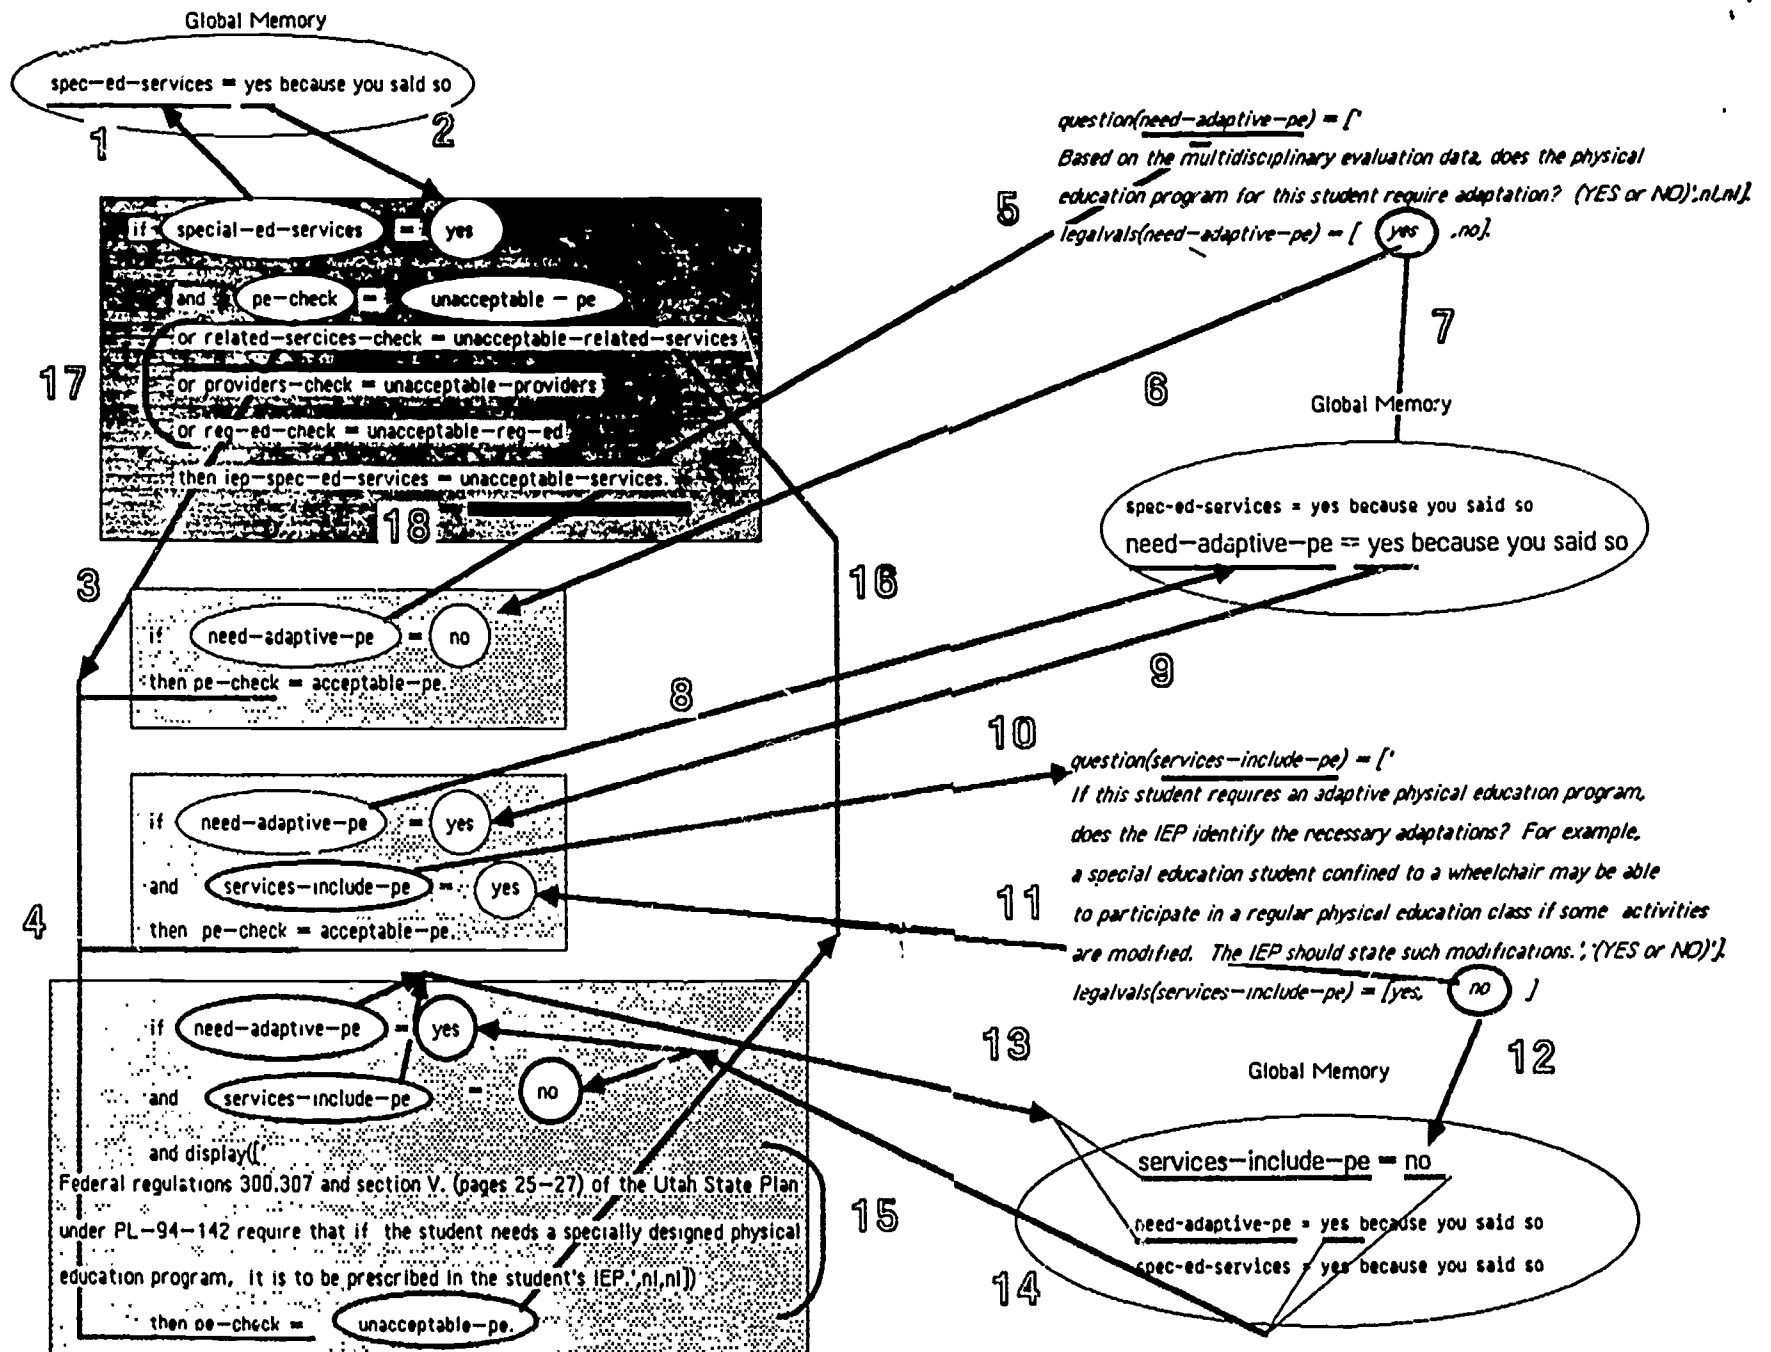 Global Memory
spec-ed-services = yes because you said so
1
2
if special-ed-services = yes
and pe-check = unacceptable - pe
or related-sercices-check = unacceptable-related-services
or providers-check = unacceptable-providers
or reg-ed-check = unacceptable-reg-ed
then iep-spec-ed-services = unacceptable-services.
17
18
3
if need-adaptive-pe = no
then pe-check = acceptable-pe.
4
if need-adaptive-pe = yes
and services-include-pe = yes
then pe-check = acceptable-pe.
if need-adaptive-pe = yes
and services-include-pe = no
and display(['
Federal regulations 300.307 and section V. (pages 25-27) of the Utah State Plan
under PL-94-142 require that if the student needs a specially designed physical
education program, it is to be prescribed in the student's IEP.',nl,nl])
then pe-check = unacceptable-pe.
15
16
5
question(need-adaptive-pe) = ['
Based on the multidisciplinary evaluation data, does the physical
education program for this student require adaptation? (YES or NO)',nl,nl].
legalvals(need-adaptive-pe) = [ yes ,no].
6
7
Global Memory
spec-ed-services = yes because you said so
need-adaptive-pe == yes because you said so
8
9
10
question(services-include-pe) = ['
If this student requires an adaptive physical education program,
does the IEP identify the necessary adaptations? For example,
a special education student confined to a wheelchair may be able
to participate in a regular physical education class if some activities
are modified. The IEP should state such modifications.', '(YES or NO)'].
legalvals(services-include-pe) = [yes, no ]
11
12
13
Global Memory
services-include-pe = no
need-adaptive-pe = yes because you said so
spec-ed-services = yes because you said so
14